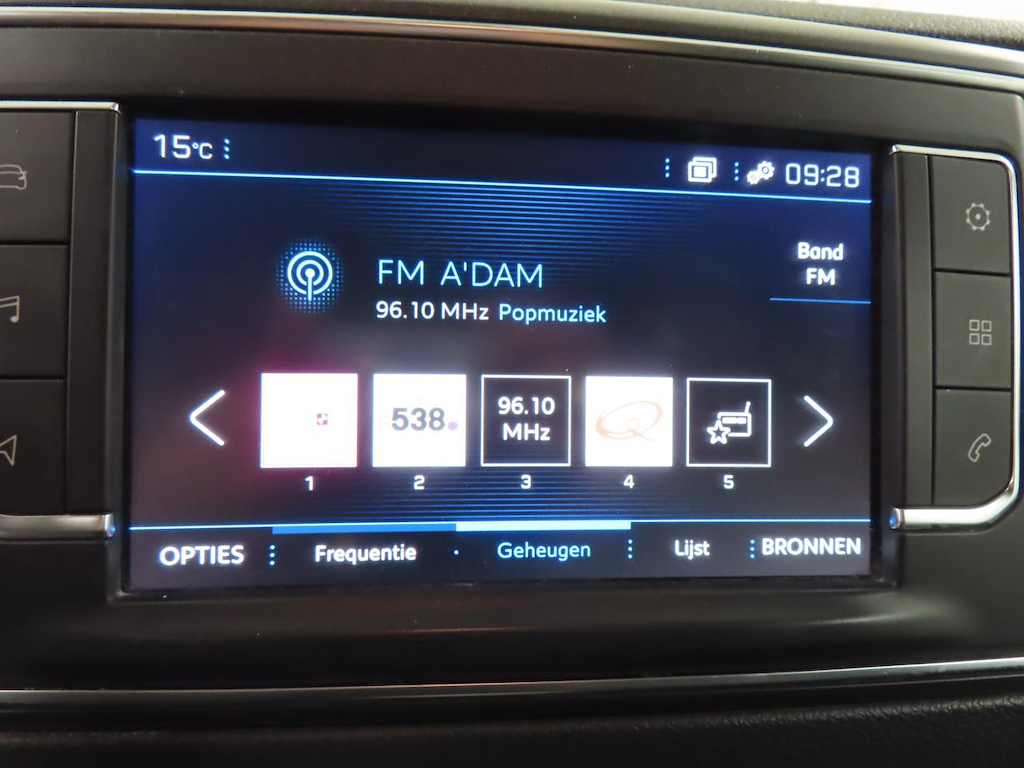 15°C
09:28
Band
FM
FM A'DAM
96.10 MHz Popmuziek
538
96.10
MHz
Q
1 2 3 4 5
OPTIES Frequentie Geheugen Lijst BRONNEN